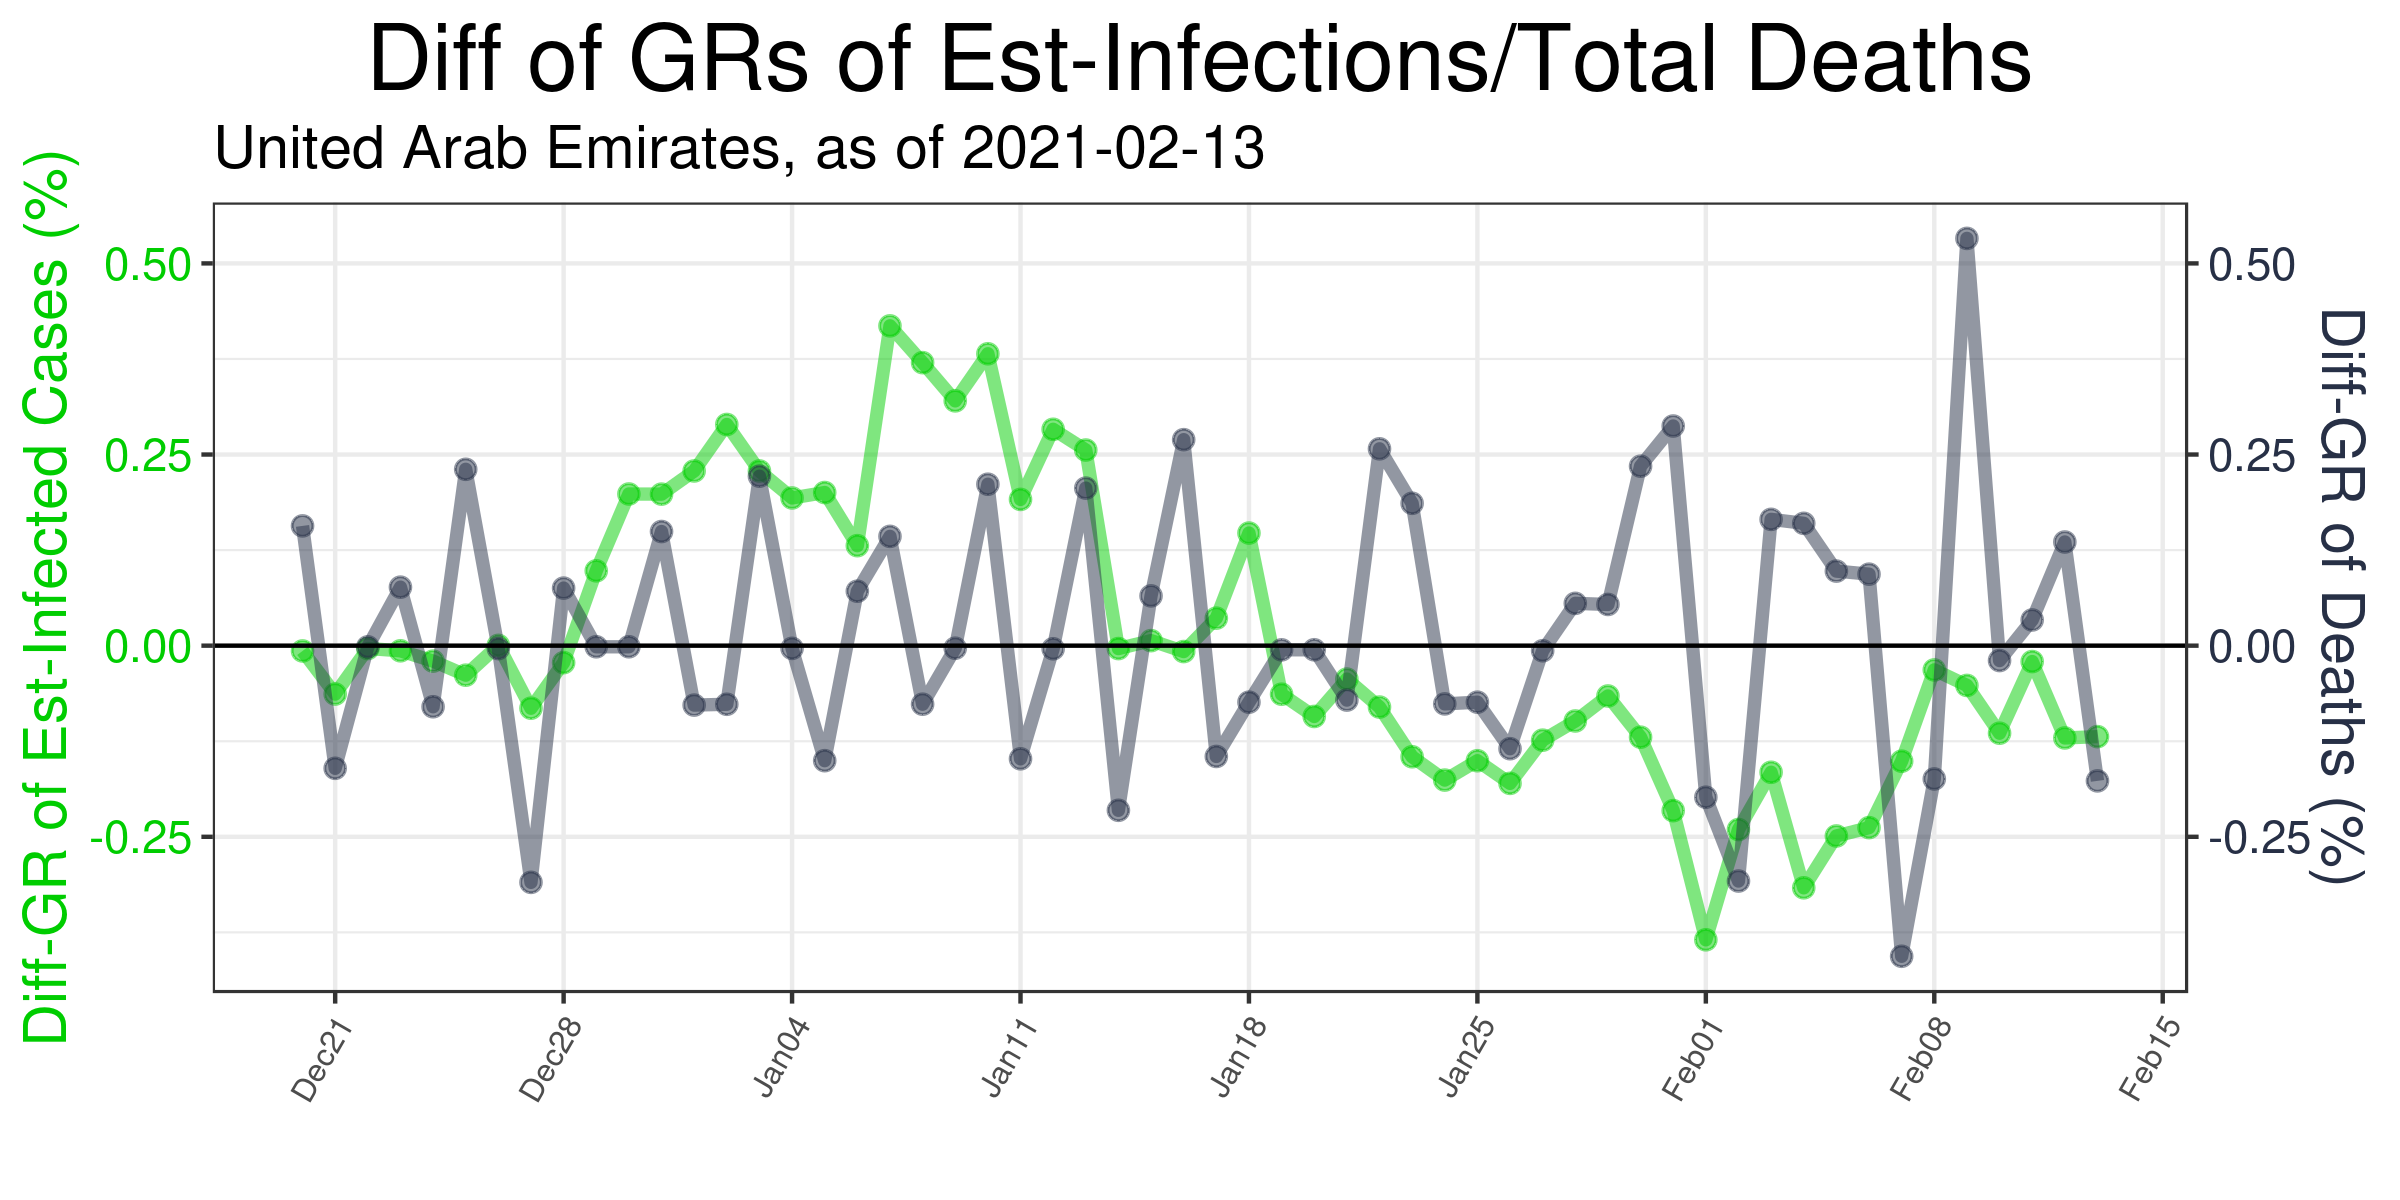 Diff of GRs of Est-Infections/Total Deaths
United Arab Emirates, as of 2021-02-13
Diff-GR of Est-Infected Cases (%)
0.50
0.25
0.00
-0.25
0.50
0.25
0.00
-0.25
Diff-GR of Deaths (%)
Dec21
Dec28
Jan04
Jan11
Jan18
Jan25
Feb01
Feb08
Feb15